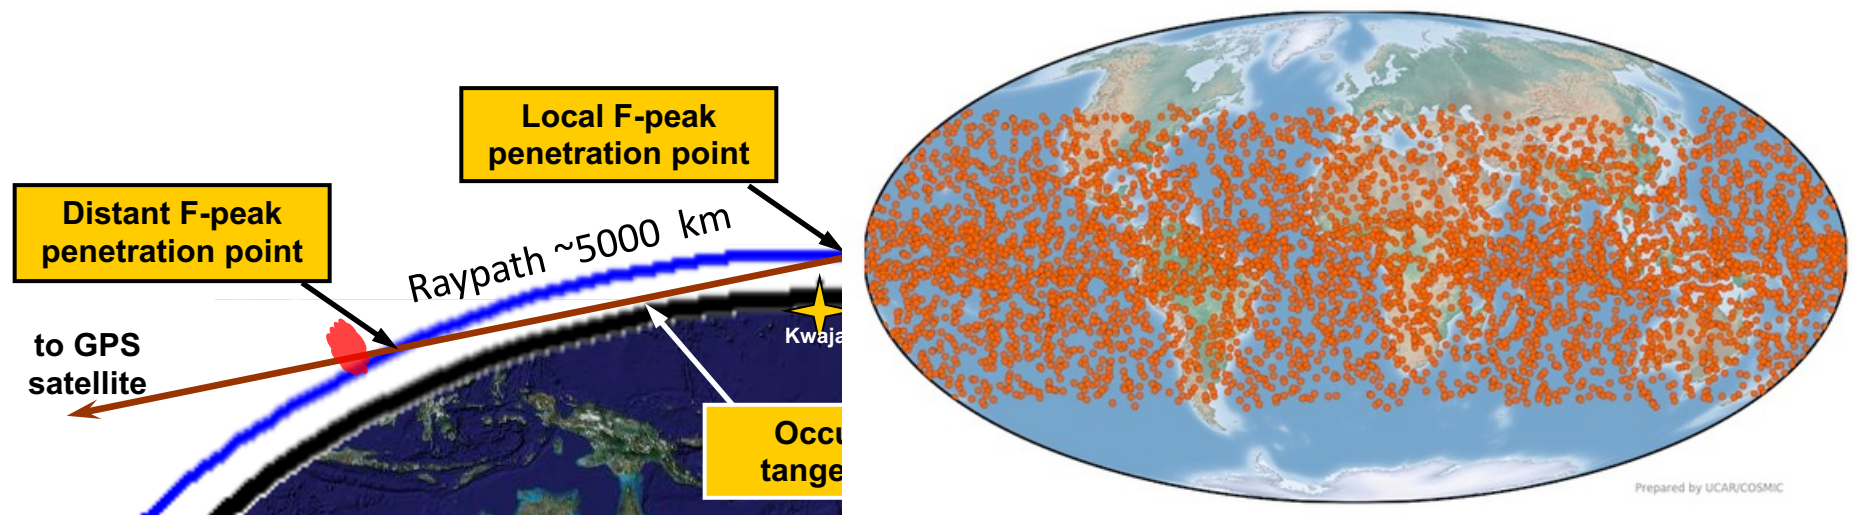 Local F-peak
penetration point
Distant F-peak
penetration point
Raypath ~5000 km
to GPS
satellite
Kwaja
Occu
tange
Prepared by UCAR/COSMIC